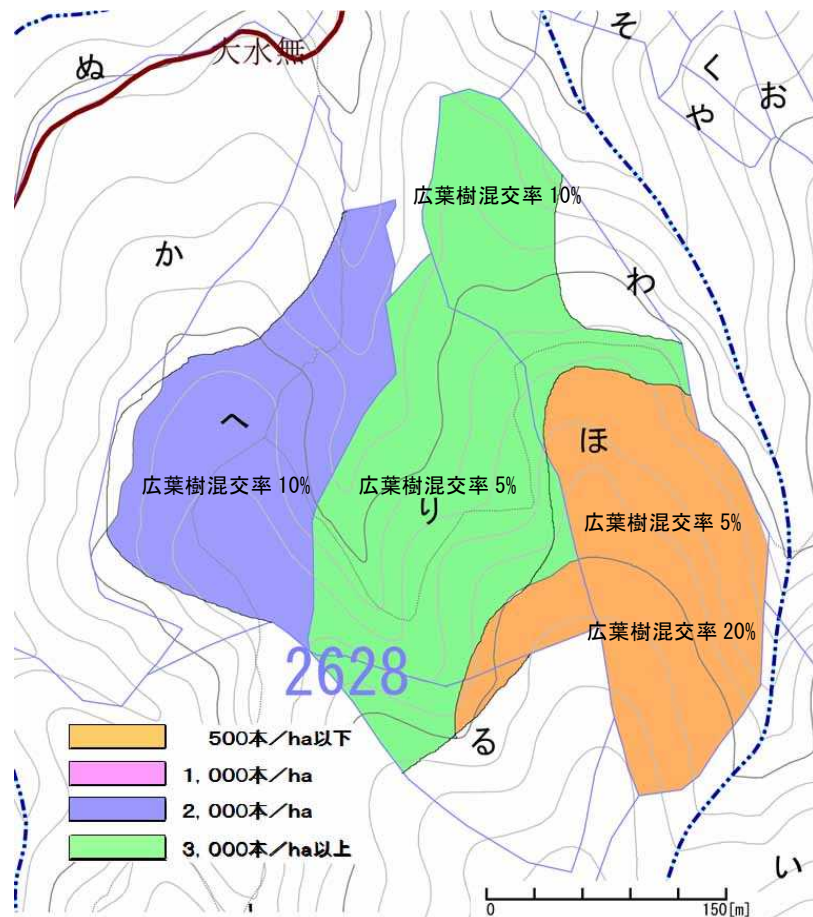 そ
大水無
ぬ
く
お
や
広葉樹混交率 10%
か
わ
へ
ほ
広葉樹混交率 10%
広葉樹混交率 5%
り
広葉樹混交率 5%
広葉樹混交率 20%
2628
る
500本/ha以下
1,000本/ha
2,000本/ha
3,000本/ha以上
い
0
150[m]